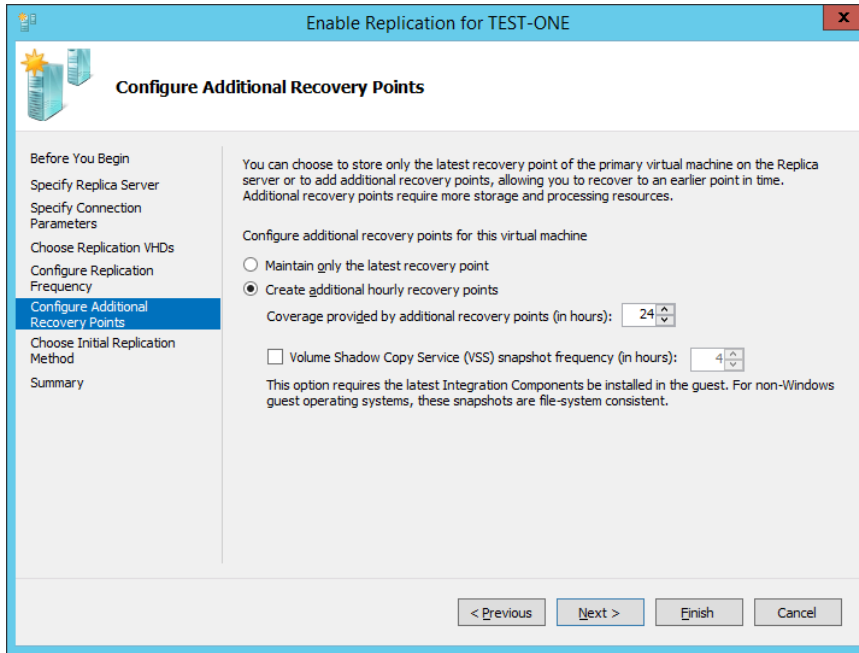 Enable Replication for TEST-ONE
x
Configure Additional Recovery Points
Before You Begin
Specify Replica Server
Specify Connection
Parameters
Choose Replication VHDs
Configure Replication
Frequency
Configure Additional
Recovery Points
Choose Initial Replication
Method
Summary
You can choose to store only the latest recovery point of the primary virtual machine on the Replica
server or to add additional recovery points, allowing you to recover to an earlier point in time.
Additional recovery points require more storage and processing resources.
Configure additional recovery points for this virtual machine
Maintain only the latest recovery point
Create additional hourly recovery points
Coverage provided by additional recovery points (in hours): 24
Volume Shadow Copy Service (VSS) snapshot frequency (in hours): 4
This option requires the latest Integration Components be installed in the guest. For non-Windows
guest operating systems, these snapshots are file-system consistent.
< Previous Next > Finish Cancel